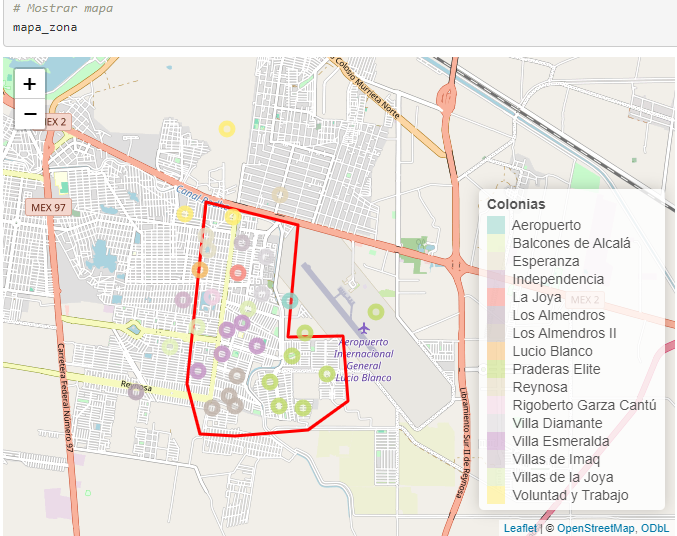 # Mostrar mapa
mapa_zona
+
−
MEX 2
MEX 97
Coloso Murrieta Norte
Aeropuerto
Internacional
General
Lucio Blanco
Reynosa
Carretera Federal Número 97
Libramiento Sur II de Reynosa
MEX 2
Colonias
Aeropuerto
Balcones de Alcalá
Esperanza
Independencia
La Joya
Los Almendros
Los Almendros II
Lucio Blanco
Praderas Elite
Reynosa
Rigoberto Garza Cantú
Villa Diamante
Villa Esmeralda
Villas de Imaq
Villas de la Joya
Voluntad y Trabajo
Leaflet | © OpenStreetMap, ODbL